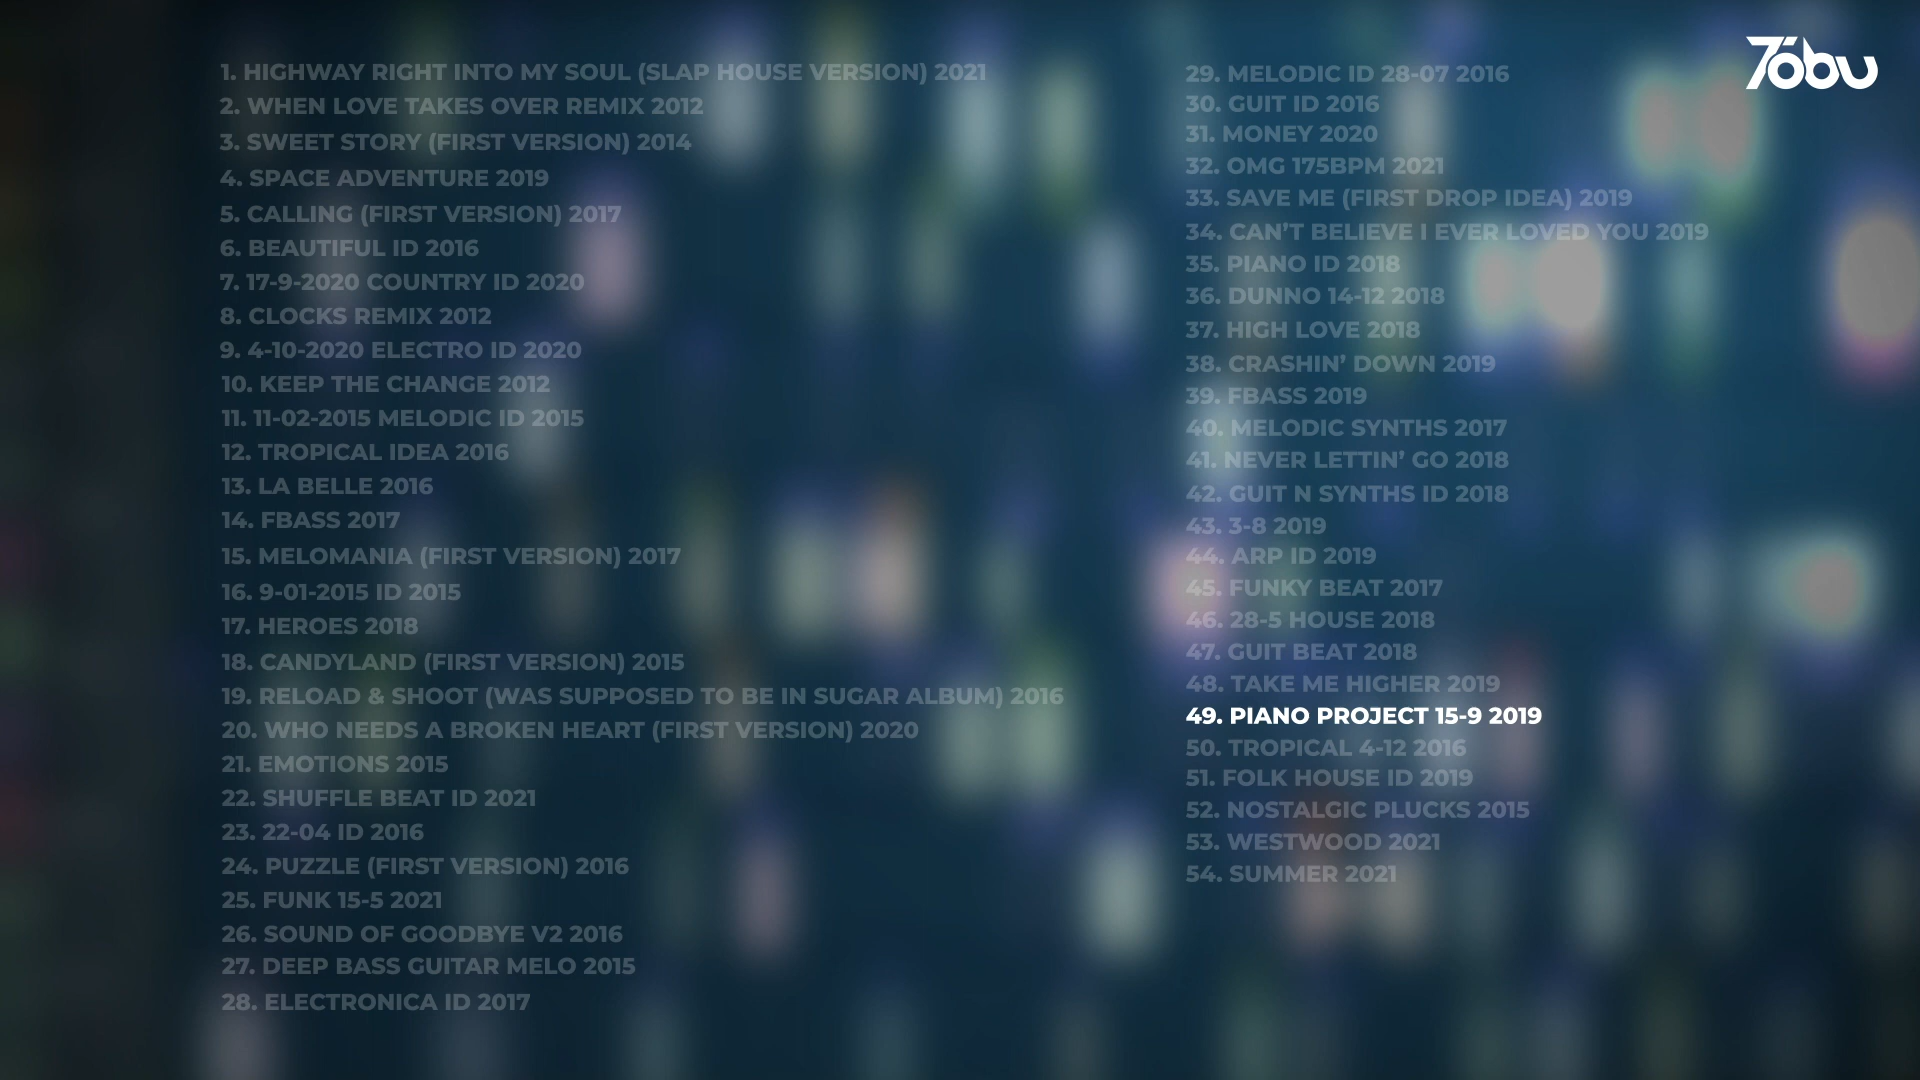 1. HIGHWAY RIGHT INTO MY SOUL (SLAP HOUSE VERSION) 2021
2. WHEN LOVE TAKES OVER REMIX 2012
3. SWEET STORY (FIRST VERSION) 2014
4. SPACE ADVENTURE 2019
5. CALLING (FIRST VERSION) 2017
6. BEAUTIFUL ID 2016
7. 17-9-2020 COUNTRY ID 2020
8. CLOCKS REMIX 2012
9. 4-10-2020 ELECTRO ID 2020
10. KEEP THE CHANGE 2012
11. 11-02-2015 MELODIC ID 2015
12. TROPICAL IDEA 2016
13. LA BELLE 2016
14. FBASS 2017
15. MELOMANIA (FIRST VERSION) 2017
16. 9-01-2015 ID 2015
17. HEROES 2018
18. CANDYLAND (FIRST VERSION) 2015
19. RELOAD & SHOOT (WAS SUPPOSED TO BE IN SUGAR ALBUM) 2016
20. WHO NEEDS A BROKEN HEART (FIRST VERSION) 2020
21. EMOTIONS 2015
22. SHUFFLE BEAT ID 2021
23. 22-04 ID 2016
24. PUZZLE (FIRST VERSION) 2016
25. FUNK 15-5 2021
26. SOUND OF GOODBYE V2 2016
27. DEEP BASS GUITAR MELO 2015
28. ELECTRONICA ID 2017
29. MELODIC ID 28-07 2016
30. GUIT ID 2016
31. MONEY 2020
32. OMG 175BPM 2021
33. SAVE ME (FIRST DROP IDEA) 2019
34. CAN’T BELIEVE I EVER LOVED YOU 2019
35. PIANO ID 2018
36. DUNNO 14-12 2018
37. HIGH LOVE 2018
38. CRASHIN’ DOWN 2019
39. FBASS 2019
40. MELODIC SYNTHS 2017
41. NEVER LETTIN’ GO 2018
42. GUIT N SYNTHS ID 2018
43. 3-8 2019
44. ARP ID 2019
45. FUNKY BEAT 2017
46. 28-5 HOUSE 2018
47. GUIT BEAT 2018
48. TAKE ME HIGHER 2019
49. PIANO PROJECT 15-9 2019
50. TROPICAL 4-12 2016
51. FOLK HOUSE ID 2019
52. NOSTALGIC PLUCKS 2015
53. WESTWOOD 2021
54. SUMMER 2021
Tobu